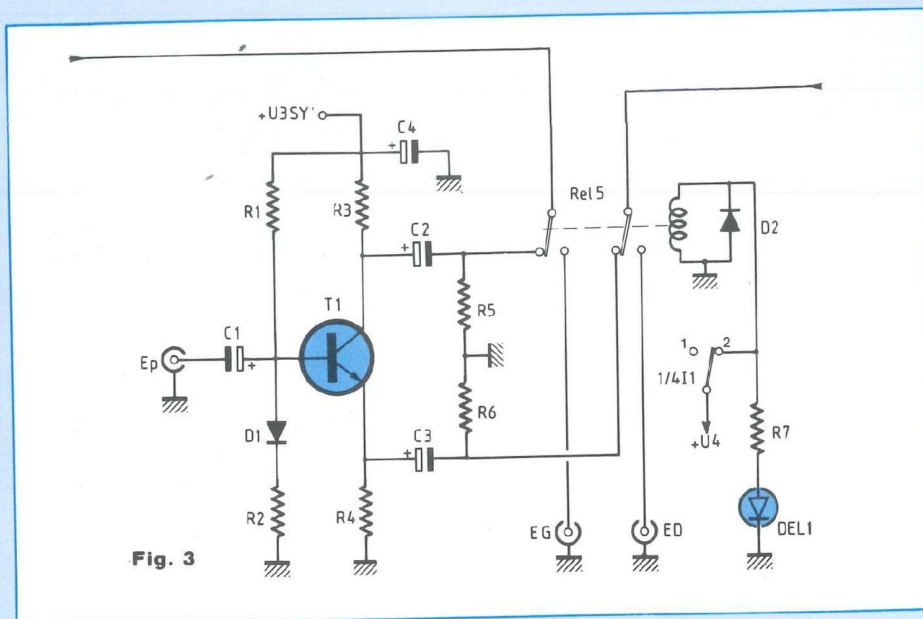 +U3SY'
C4
R1
R3
Rel5
C2
D2
T1
R5
C1
Ep
1
2
1/4I1
R6
C3
+U4
R7
D1
R2
R4
EG
ED
DEL1
Fig. 3